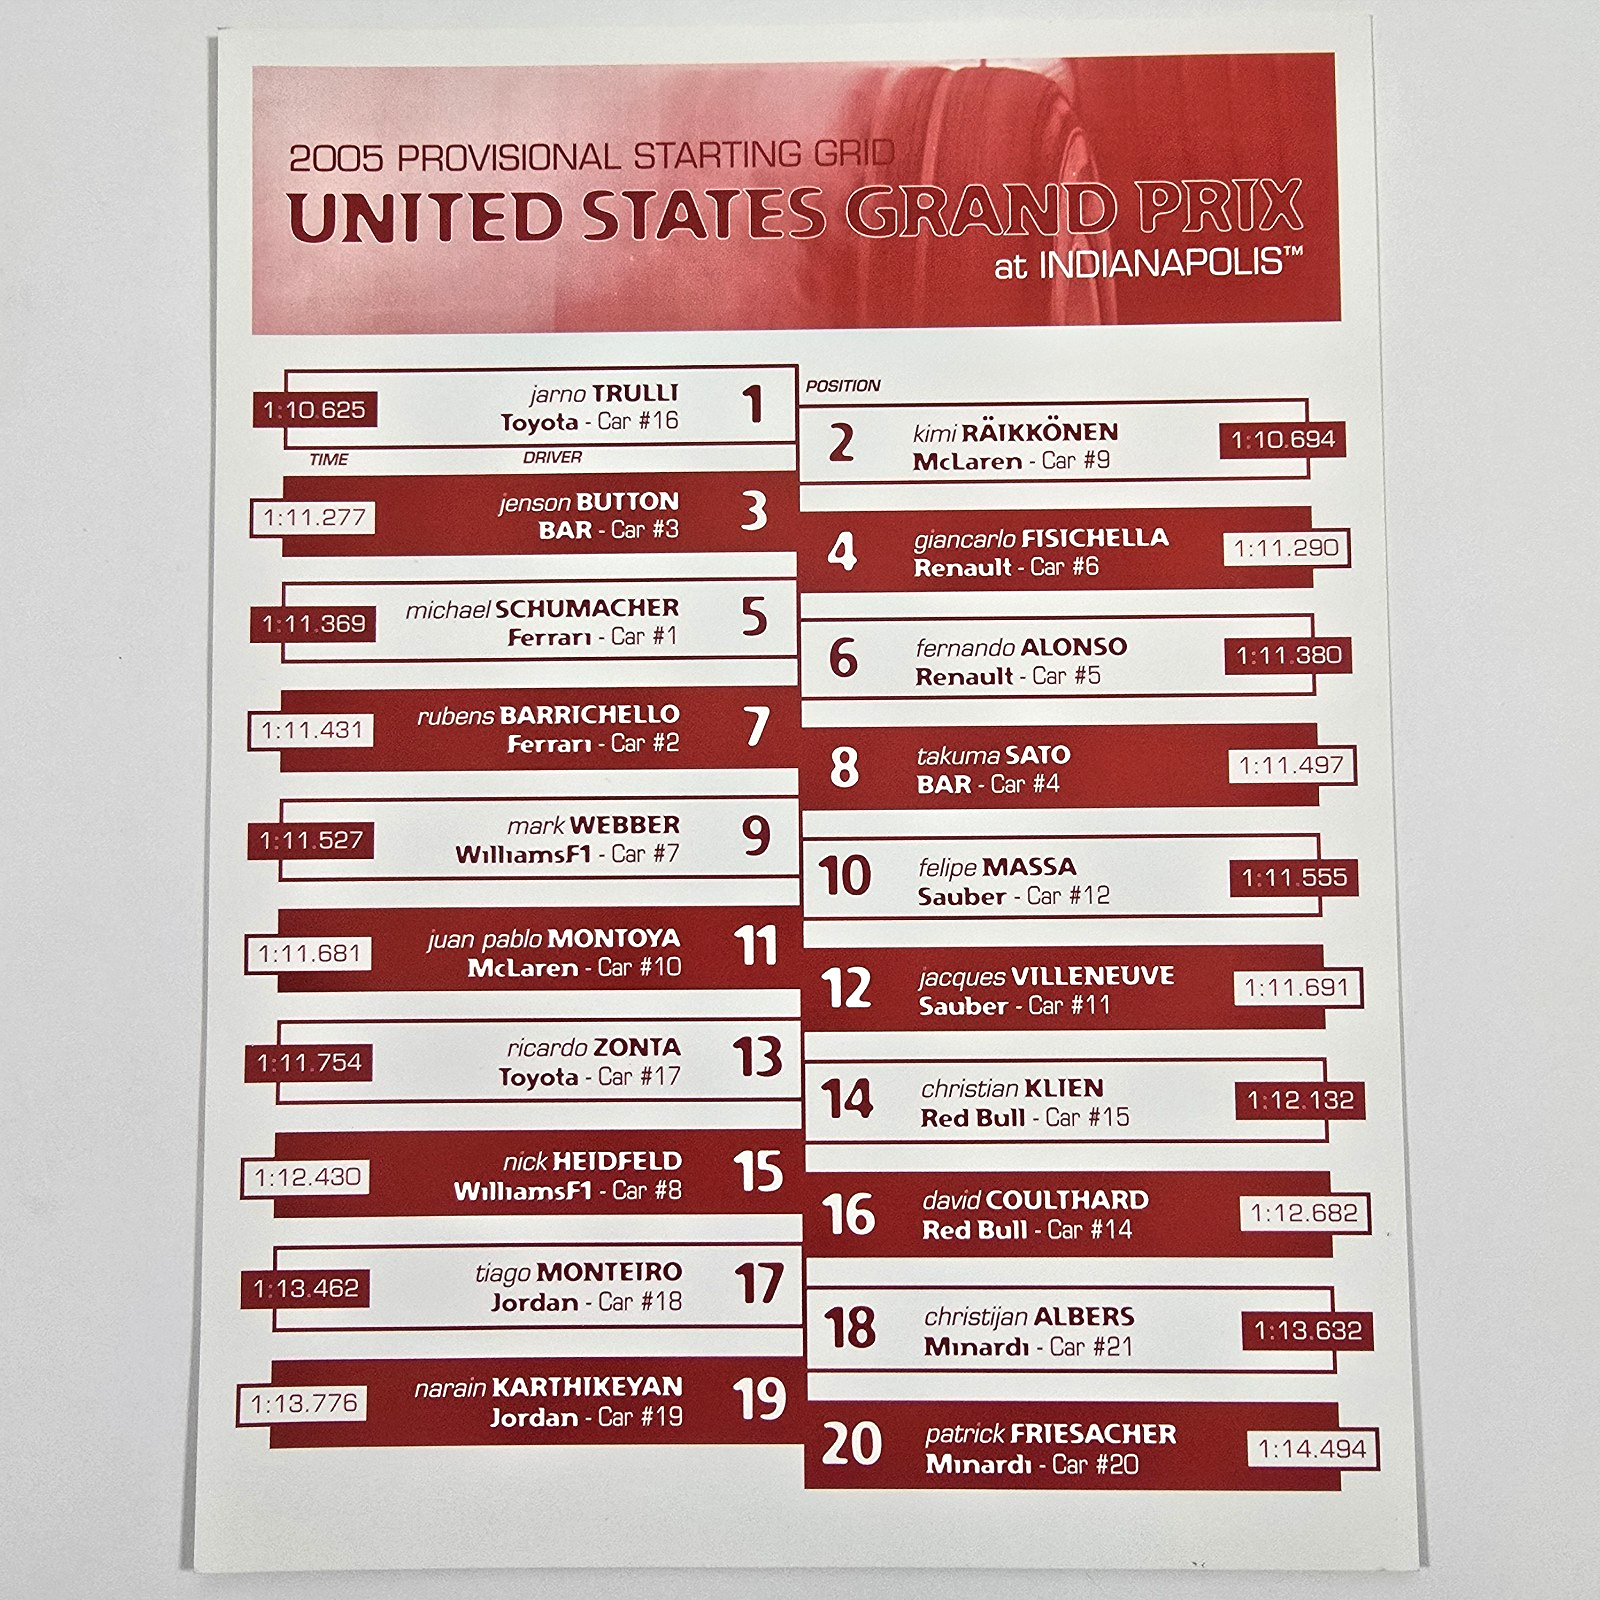 2005 PROVISIONAL STARTING GRID
UNITED STATES GRAND PRIX
at INDIANAPOLIS™
1:10.625
jarno TRULLI
Toyota - Car #16
1
TIME
DRIVER
POSITION
2
kimi RÄIKKÖNEN
McLaren - Car #9
1:10.694
1:11.277
jenson BUTTON
BAR - Car #3
3
4
giancarlo FISICHELLA
Renault - Car #6
1:11.290
1:11.369
michael SCHUMACHER
Ferrari - Car #1
5
6
fernando ALONSO
Renault - Car #5
1:11.380
1:11.431
rubens BARRICHELLO
Ferrari - Car #2
7
8
takuma SATO
BAR - Car #4
1:11.497
1:11.527
mark WEBBER
WilliamsF1 - Car #7
9
10
felipe MASSA
Sauber - Car #12
1:11.555
1:11.681
juan pablo MONTOYA
McLaren - Car #10
11
12
jacques VILLENEUVE
Sauber - Car #11
1:11.691
1:11.754
ricardo ZONTA
Toyota - Car #17
13
14
christian KLIEN
Red Bull - Car #15
1:12.132
1:12.430
nick HEIDFELD
WilliamsF1 - Car #8
15
16
david COULTHARD
Red Bull - Car #14
1:12.682
1:13.462
tiago MONTEIRO
Jordan - Car #18
17
18
christijan ALBERS
Minardi - Car #21
1:13.632
1:13.776
narain KARTHIKEYAN
Jordan - Car #19
19
20
patrick FRIESACHER
Minardi - Car #20
1:14.494